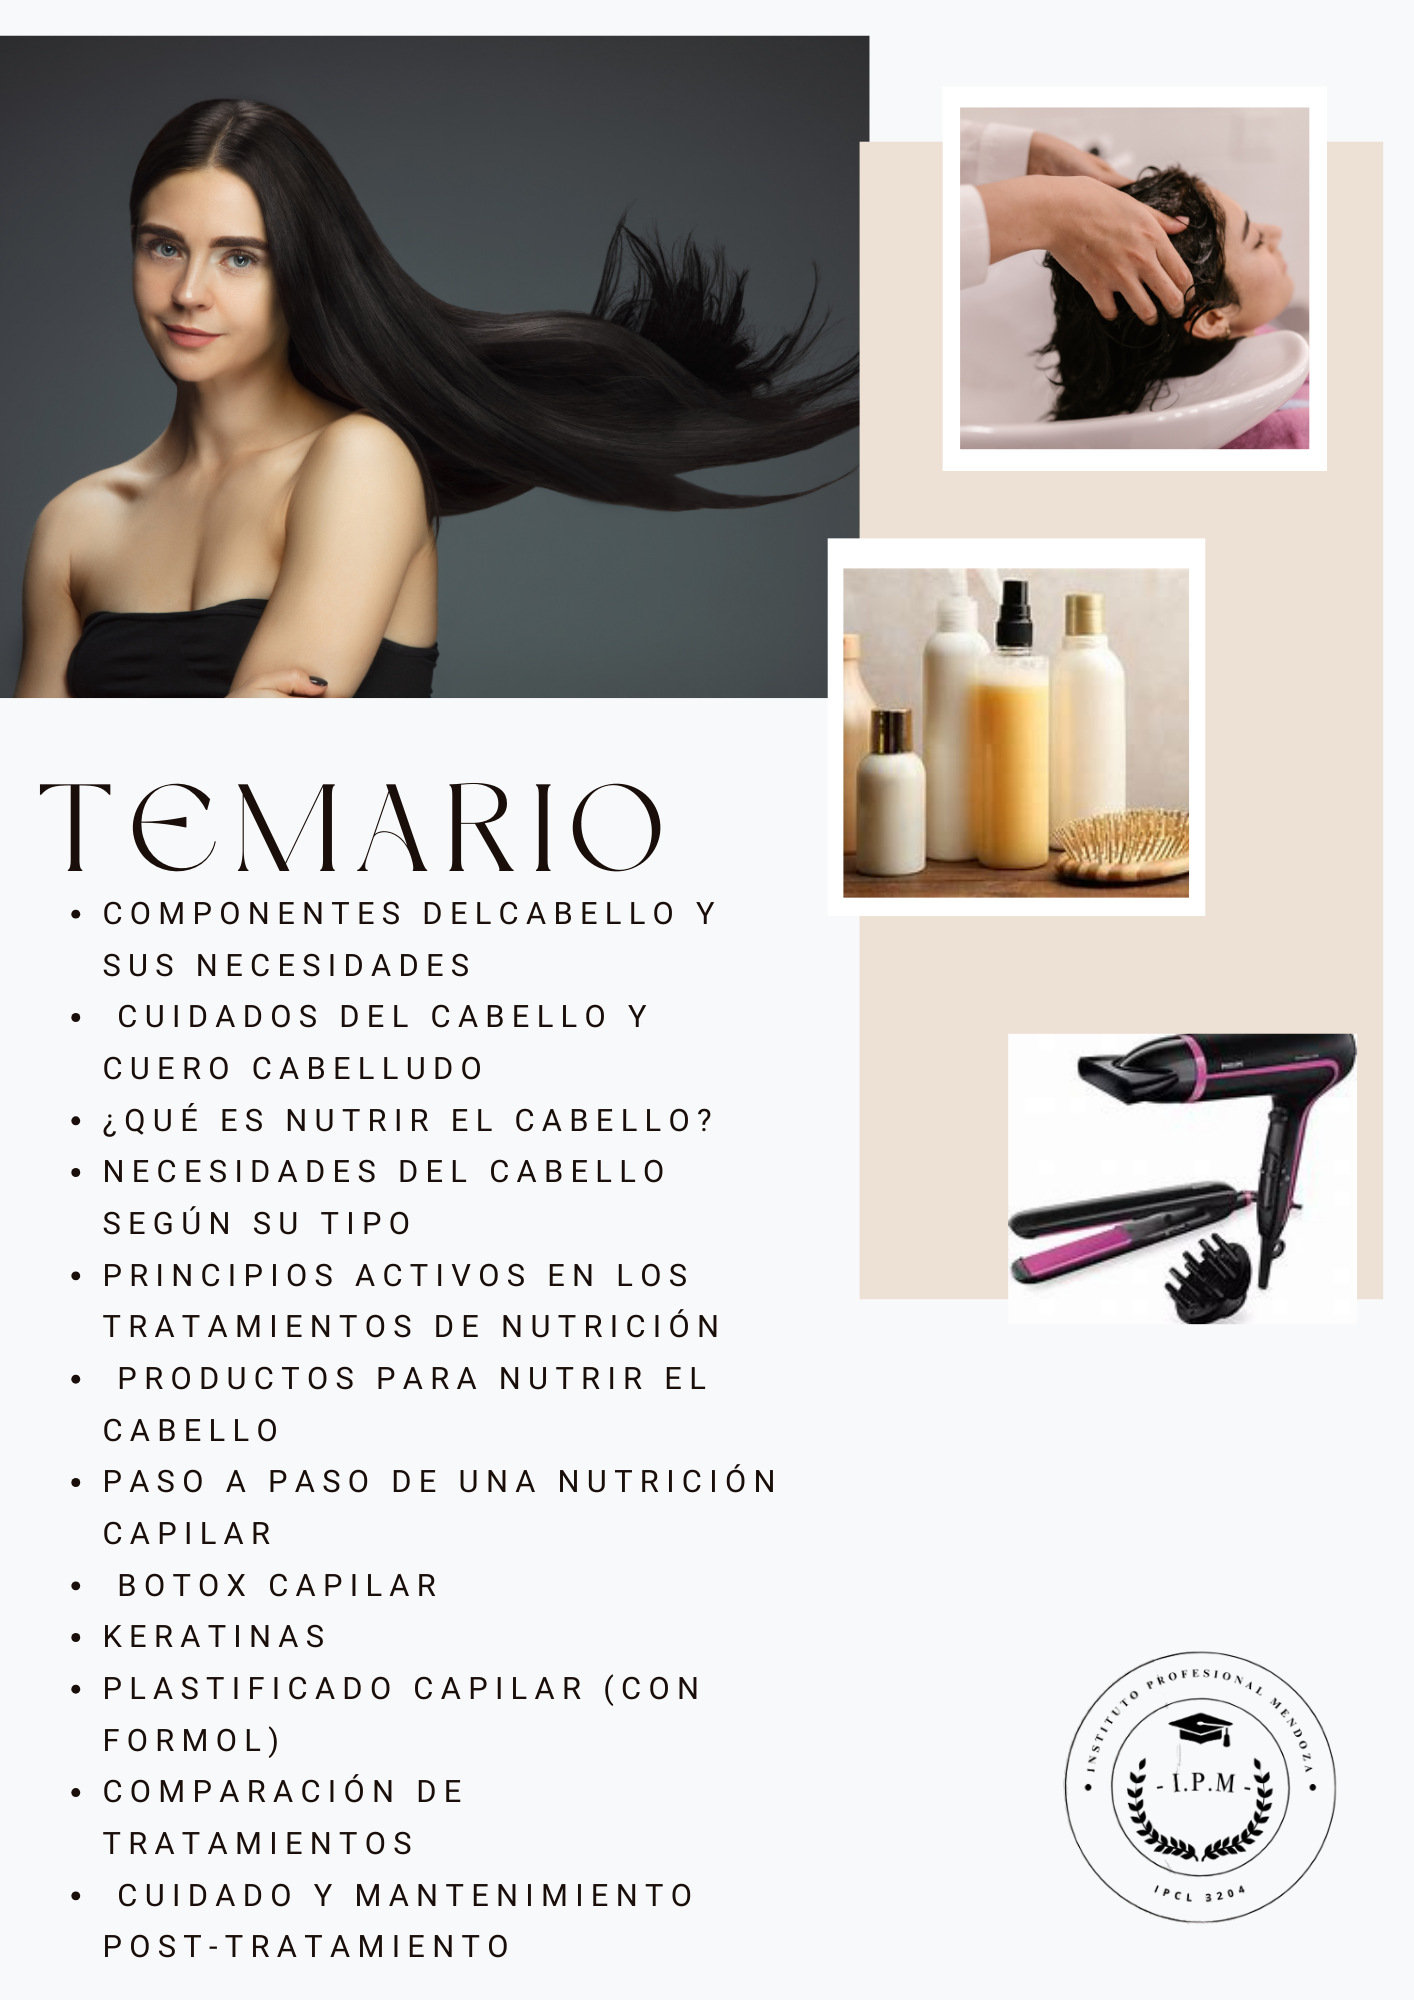 TEMARIO
• COMPONENTES DELCABELLO Y
SUS NECESIDADES
• CUIDADOS DEL CABELLO Y
CUERO CABELLUDO
• ¿QUÉ ES NUTRIR EL CABELLO?
• NECESIDADES DEL CABELLO
SEGÚN SU TIPO
• PRINCIPIOS ACTIVOS EN LOS
TRATAMIENTOS DE NUTRICIÓN
• PRODUCTOS PARA NUTRIR EL
CABELLO
• PASO A PASO DE UNA NUTRICIÓN
CAPILAR
• BOTOX CAPILAR
• KERATINAS
• PLASTIFICADO CAPILAR (CON
FORMOL)
• COMPARACIÓN DE
TRATAMIENTOS
• CUIDADO Y MANTENIMIENTO
POST-TRATAMIENTO
INSTITUTO PROFESIONAL MENDOZA
- I.P.M -
IPCL 3204